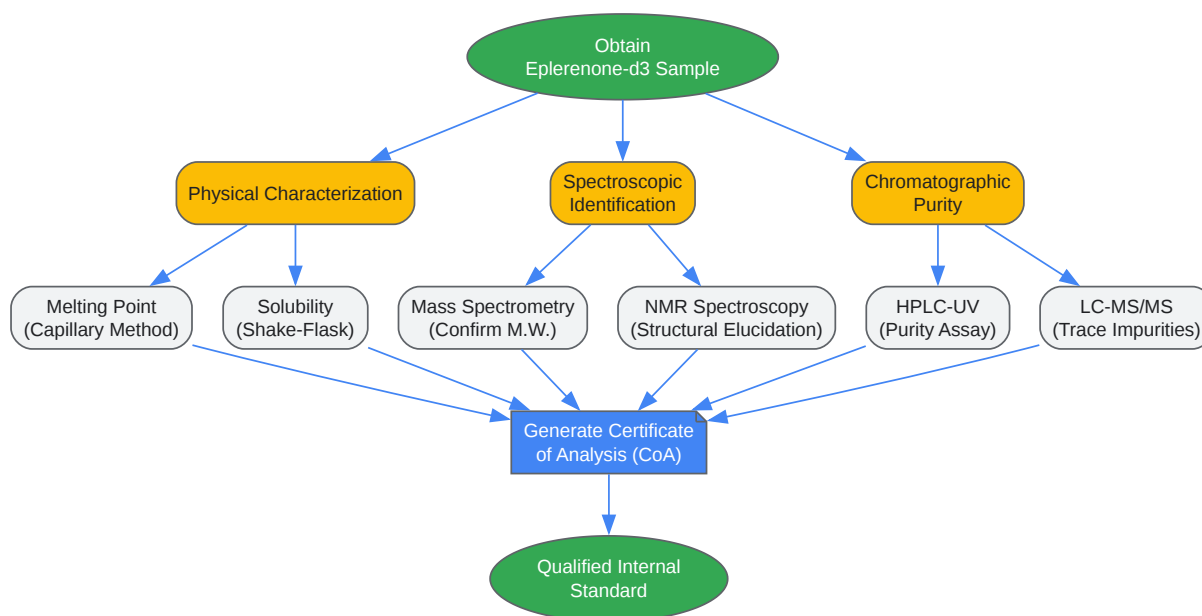 Obtain
Eplerenone-d3 Sample
Physical Characterization
Spectroscopic
Identification
Chromatographic
Purity
Melting Point
(Capillary Method)
Solubility
(Shake-Flask)
Mass Spectrometry
(Confirm M.W.)
NMR Spectroscopy
(Structural Elucidation)
HPLC-UV
(Purity Assay)
LC-MS/MS
(Trace Impurities)
Generate Certificate
of Analysis (CoA)
Qualified Internal
Standard